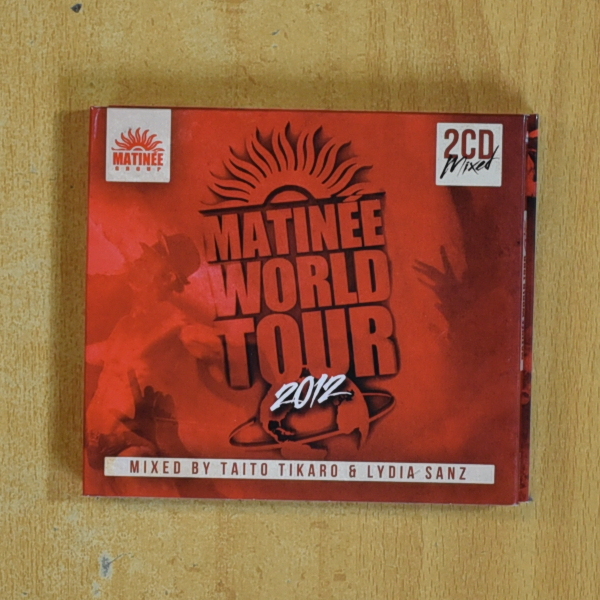 MATINÉE
GROUP
2CD
Mixed
MATINÉE
WORLD
TOUR
2012
MIXED BY TAITO TIKARO & LYDIA SANZ